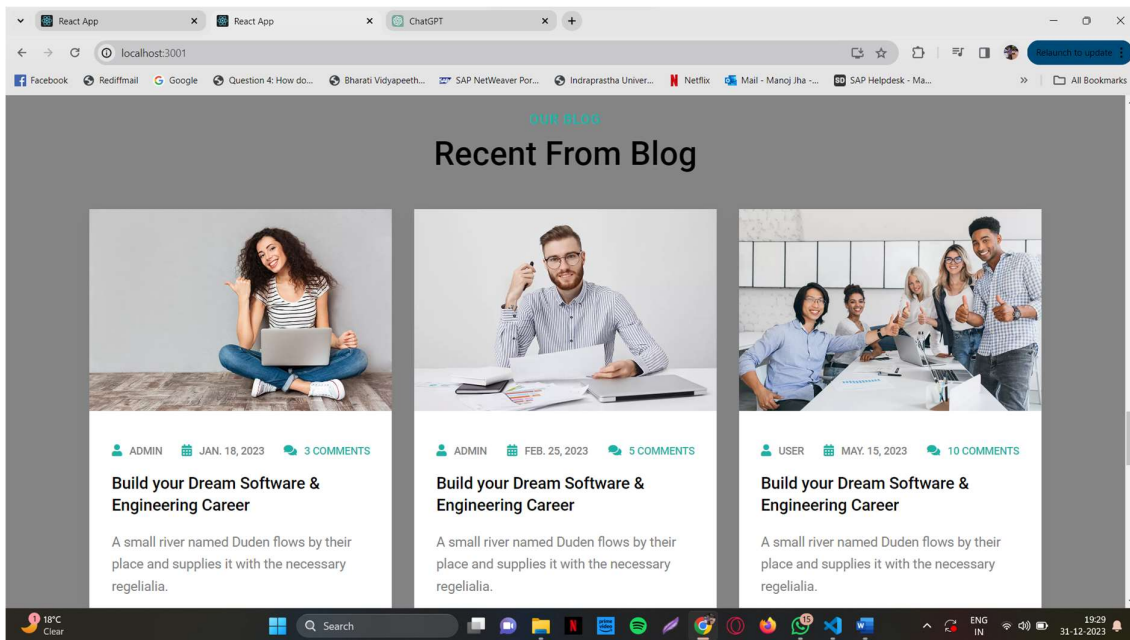 React App
React App
ChatGPT
localhost:3001
Relaunch to update
Facebook
Rediffmail
Google
Question 4: How do...
Bharati Vidyapeeth...
SAP NetWeaver Por...
Indraprastha Univer...
Netflix
Mail - Manoj Jha -...
SD
SAP Helpdesk - Ma...
All Bookmarks
OUR BLOG
Recent From Blog
ADMIN JAN. 18, 2023 3 COMMENTS
Build your Dream Software &
Engineering Career
A small river named Duden flows by their
place and supplies it with the necessary
regelialia.
ADMIN FEB. 25, 2023 5 COMMENTS
Build your Dream Software &
Engineering Career
A small river named Duden flows by their
place and supplies it with the necessary
regelialia.
USER MAY. 15, 2023 10 COMMENTS
Build your Dream Software &
Engineering Career
A small river named Duden flows by their
place and supplies it with the necessary
regelialia.
1
18°C
Clear
Search
15
ENG
IN
19:29
31-12-2023